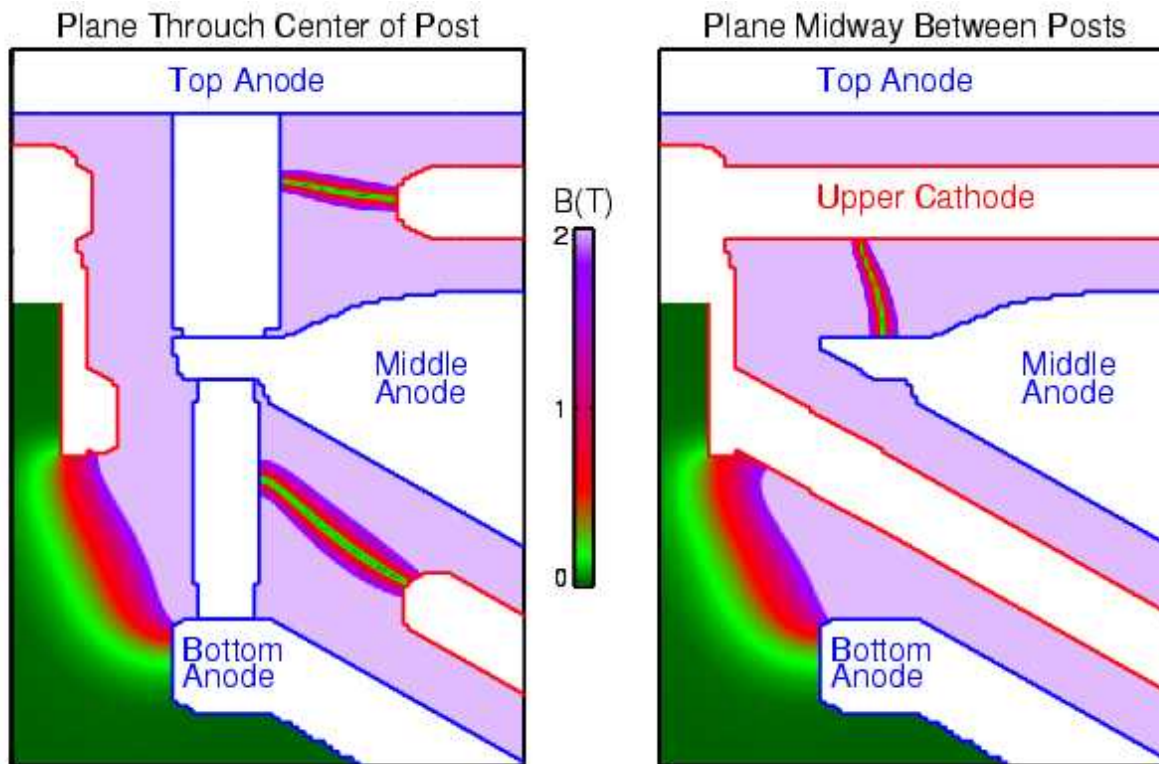 Plane Throuch Center of Post
Plane Midway Between Posts
Top Anode
Top Anode
B(T)
Upper Cathode
2
Middle
Anode
Middle
Anode
1
0
Bottom
Anode
Bottom
Anode